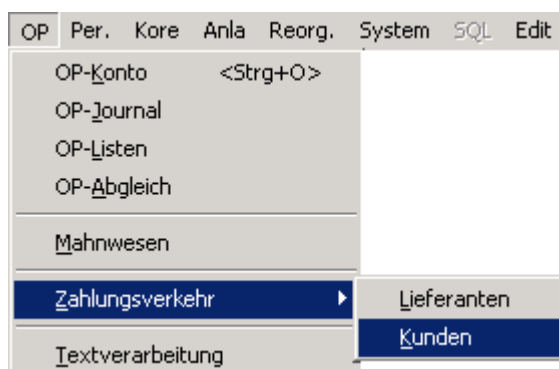 OP Per. Kore Anla Reorg. System SQL Edit
OP-Konto <Strg+O>
OP-Journal
OP-Listen
OP-Abgleich
Mahnwesen
Zahlungsverkehr
Lieferanten
Kunden
Textverarbeitung